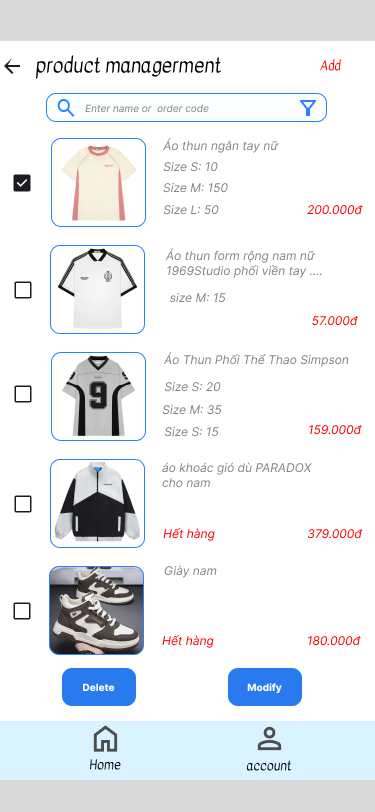 product managerment
Add
Enter name or order code
Áo thun ngắn tay nữ
Size S: 10
Size M: 150
Size L: 50
200.000đ
Áo thun form rộng nam nữ
1969Studio phối viền tay ....
size M: 15
57.000đ
9
Áo Thun Phối Thể Thao Simpson
Size S: 20
Size M: 35
Size S: 15
159.000đ
áo khoác gió dù PARADOX
cho nam
Hết hàng
379.000đ
Giày nam
Hết hàng
180.000đ
Delete
Modify
Home
account